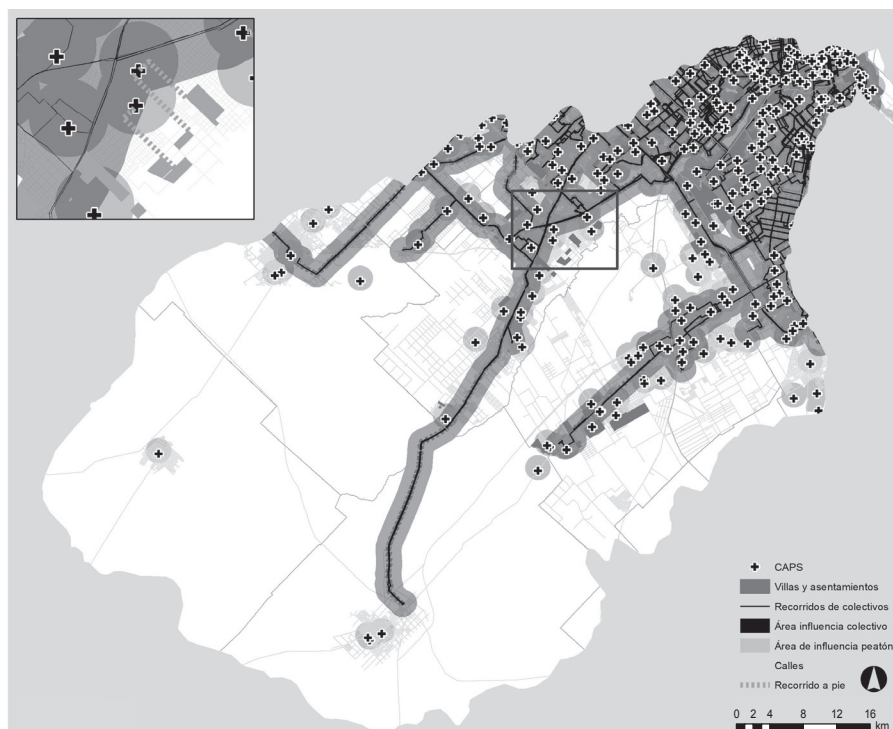 CAPS
Villas y asentamientos
Recorridos de colectivos
Área influencia colectivo
Área de influencia peatón
Calles
Recorrido a pie
0 2 4 8 12 16
km